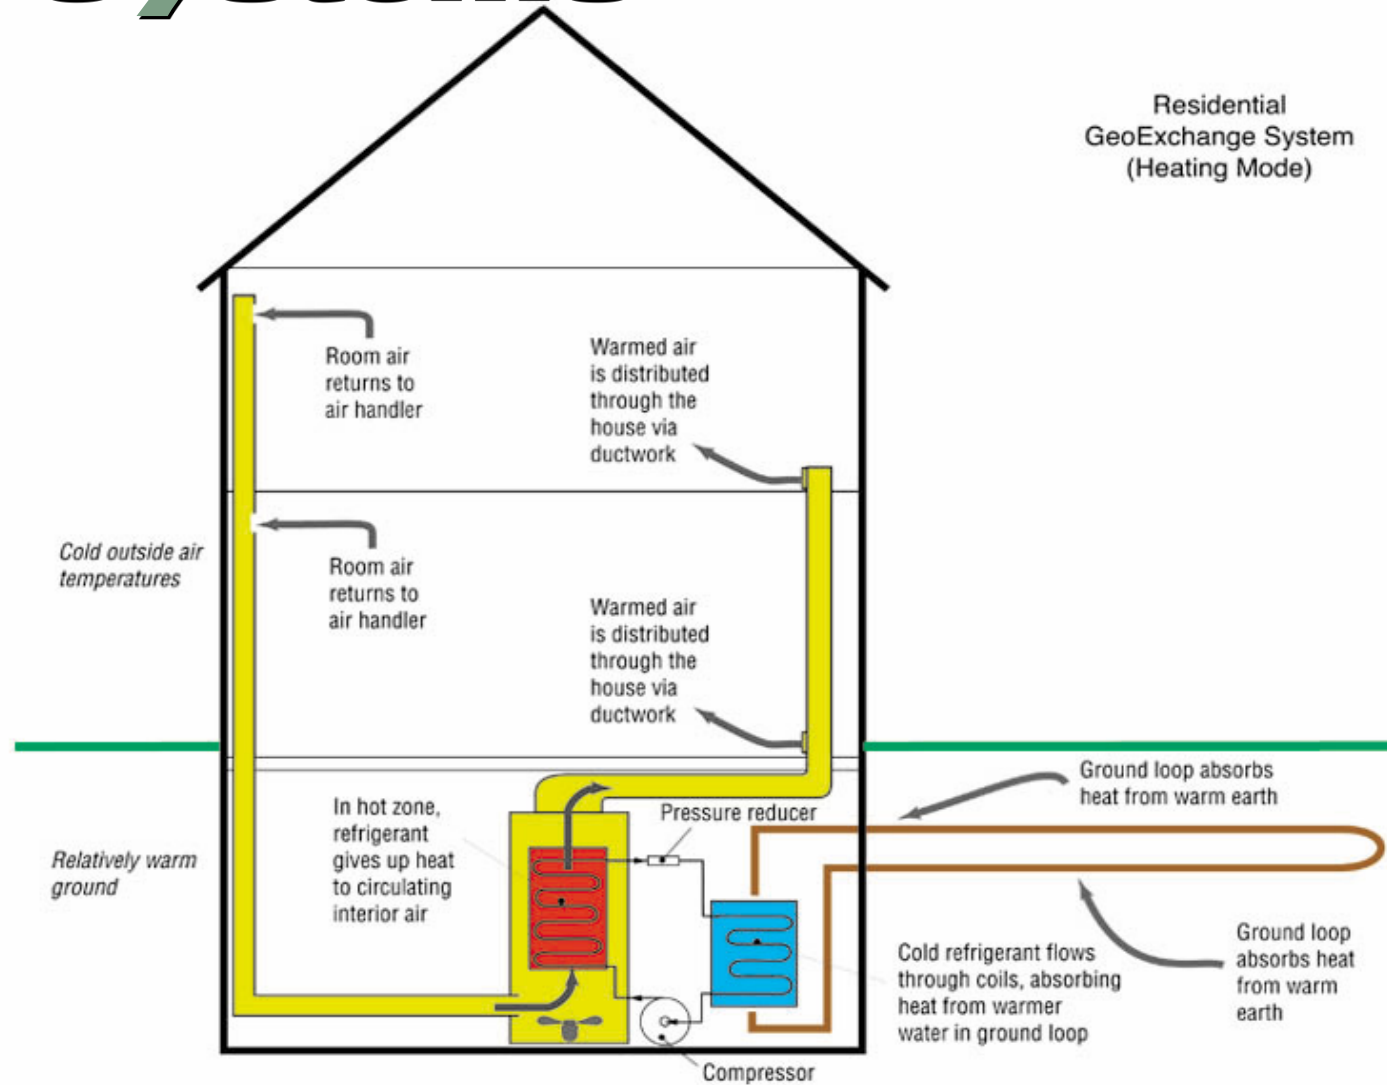 Residential
GeoExchange System
(Heating Mode)
Room air
returns to
air handler
Warmed air
is distributed
through the
house via
ductwork
Cold outside air
temperatures
Room air
returns to
air handler
Warmed air
is distributed
through the
house via
ductwork
Ground loop absorbs
heat from warm earth
In hot zone,
refrigerant
gives up heat
to circulating
interior air
Pressure reducer
Relatively warm
ground
Cold refrigerant flows
through coils, absorbing
heat from warmer
water in ground loop
Ground loop
absorbs heat
from warm
earth
Compressor